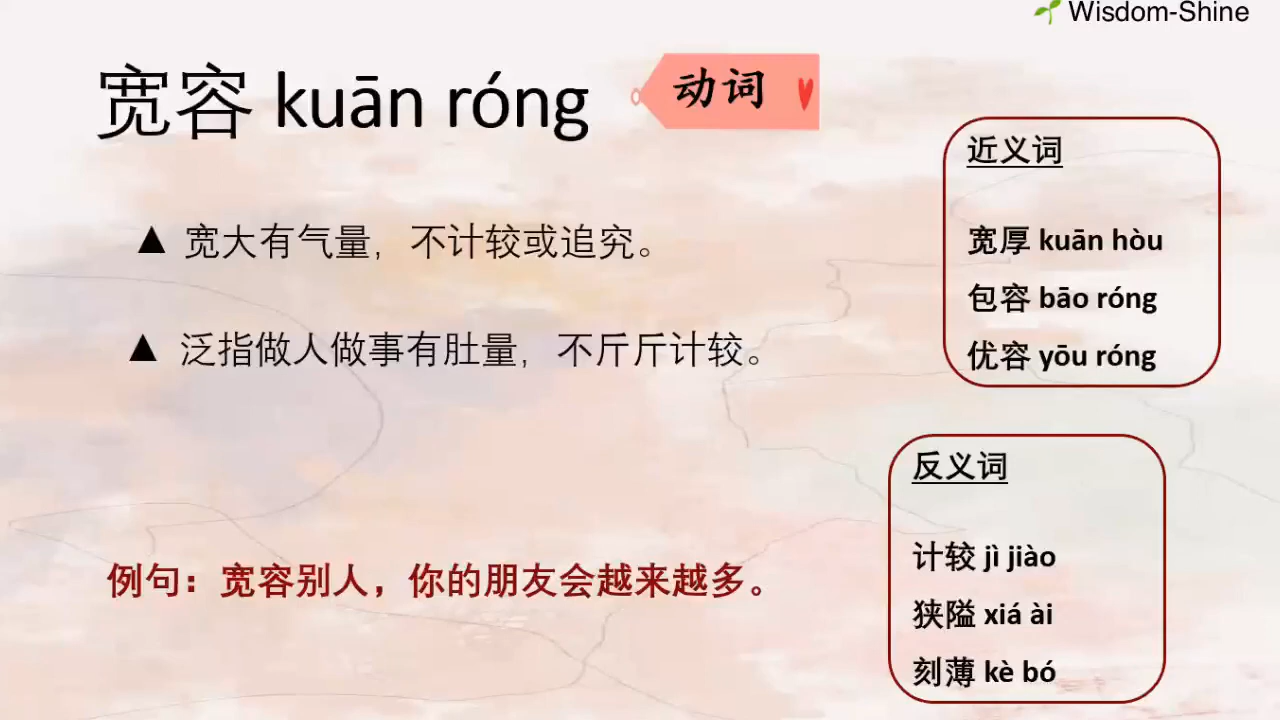 Wisdom-Shine
宽容 kuān róng
动词
▲ 宽大有气量，不计较或追究。
▲ 泛指做人做事有肚量，不斤斤计较。
例句：宽容别人，你的朋友会越来越多。
近义词
宽厚 kuān hòu
包容 bāo róng
优容 yōu róng
反义词
计较 jì jiào
狭隘 xiá ài
刻薄 kè bó